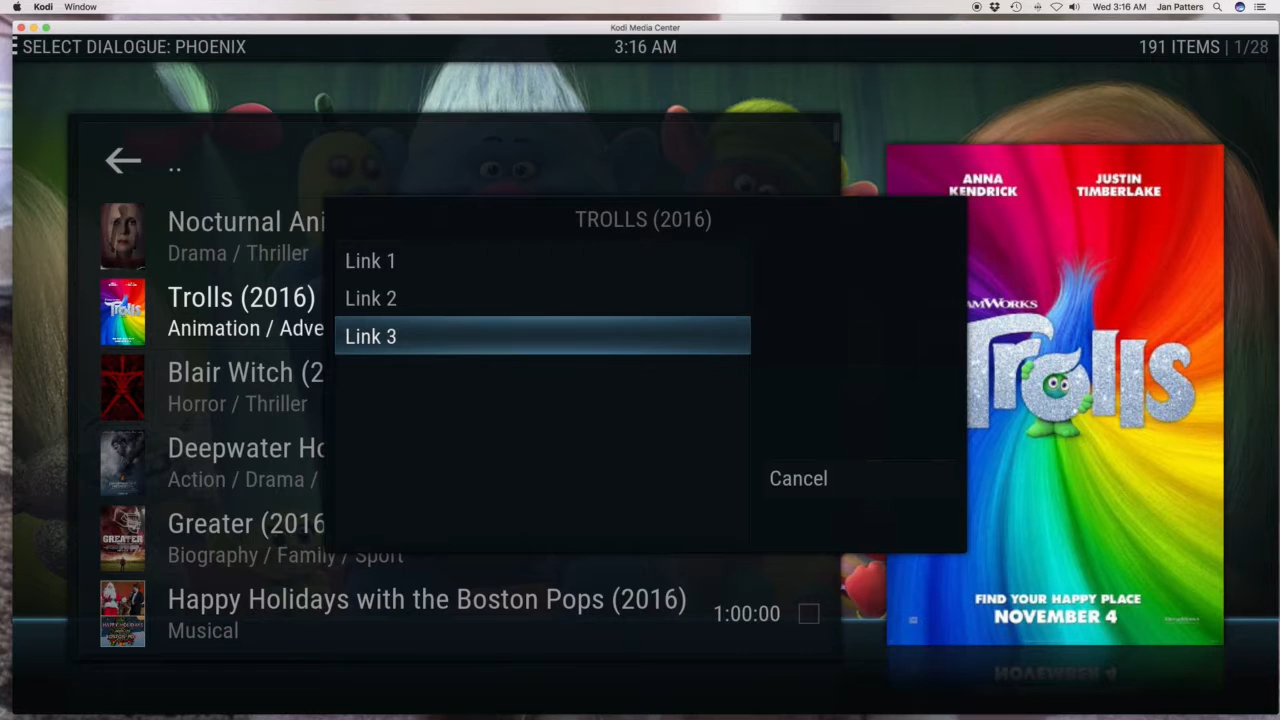 Kodi Window
Wed 3:16 AM Jan Patters
Kodi Media Center
SELECT DIALOGUE: PHOENIX
3:16 AM
191 ITEMS | 1/28
..
Nocturnal Ani
Drama / Thriller
Trolls (2016)
Animation / Adve
Blair Witch (2
Horror / Thriller
Deepwater Ho
Action / Drama /
Greater (2016
Biography / Family / Sport
Happy Holidays with the Boston Pops (2016)
Musical
1:00:00
TROLLS (2016)
Link 1
Link 2
Link 3
Cancel
ANNA
KENDRICK
JUSTIN
TIMBERLAKE
AMWORKS
Trolls
FIND YOUR HAPPY PLACE
NOVEMBER 4
Trolls
GREATER